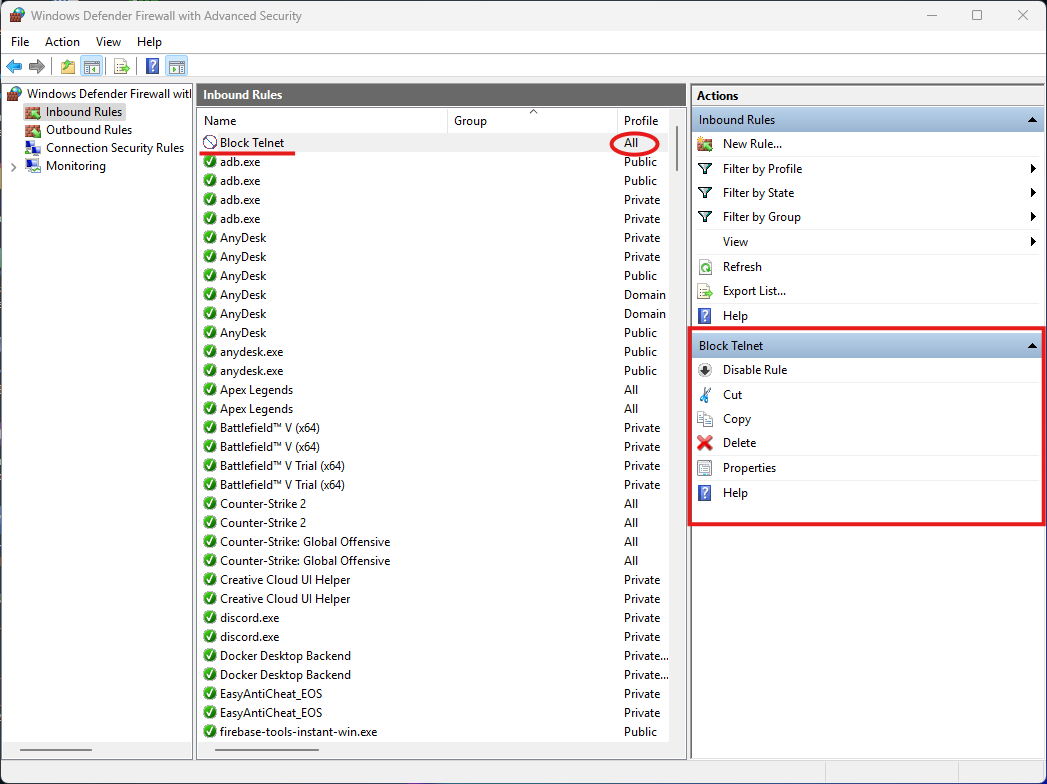 Windows Defender Firewall with Advanced Security
File Action View Help
Windows Defender Firewall witl
Inbound Rules
Outbound Rules
Connection Security Rules
Monitoring
Inbound Rules
Name Group Profile
Block Telnet All
adb.exe Public
adb.exe Public
adb.exe Private
adb.exe Private
AnyDesk Private
AnyDesk Private
AnyDesk Public
AnyDesk Domain
AnyDesk Domain
AnyDesk Public
anydesk.exe Public
anydesk.exe Public
Apex Legends All
Apex Legends All
Battlefield™ V (x64) Private
Battlefield™ V (x64) Private
Battlefield™ V Trial (x64) Private
Battlefield™ V Trial (x64) Private
Counter-Strike 2 All
Counter-Strike 2 All
Counter-Strike: Global Offensive All
Counter-Strike: Global Offensive All
Creative Cloud UI Helper Private
Creative Cloud UI Helper Private
discord.exe Private
discord.exe Private
Docker Desktop Backend Private...
Docker Desktop Backend Private...
EasyAntiCheat_EOS Private
EasyAntiCheat_EOS Private
firebase-tools-instant-win.exe Public
Actions
Inbound Rules
New Rule...
Filter by Profile
Filter by State
Filter by Group
View
Refresh
Export List...
Help
Block Telnet
Disable Rule
Cut
Copy
Delete
Properties
Help